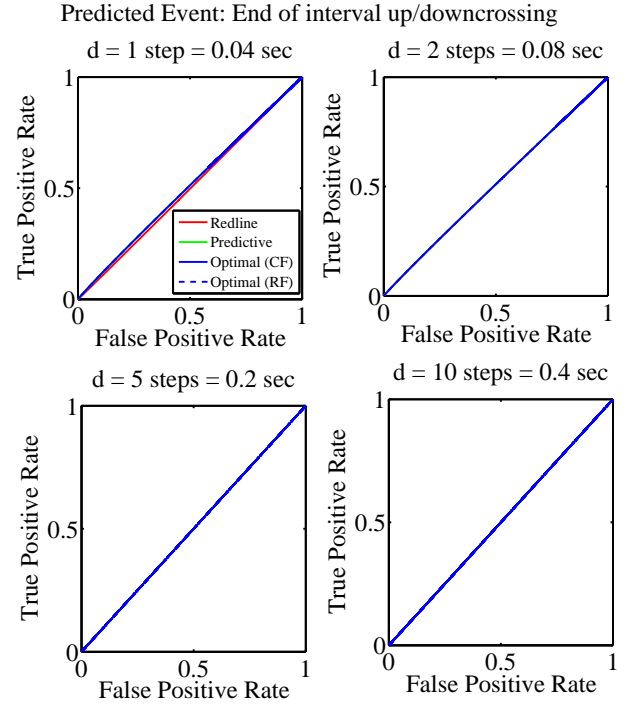 Predicted Event: End of interval up/downcrossing
d = 1 step = 0.04 sec
d = 2 steps = 0.08 sec
True Positive Rate
1
0.5
0
Redline
Predictive
Optimal (CF)
Optimal (RF)
0
0.5
1
False Positive Rate
True Positive Rate
1
0.5
0
0
0.5
1
False Positive Rate
d = 5 steps = 0.2 sec
d = 10 steps = 0.4 sec
True Positive Rate
1
0.5
0
0
0.5
1
False Positive Rate
True Positive Rate
1
0.5
0
0
0.5
1
False Positive Rate